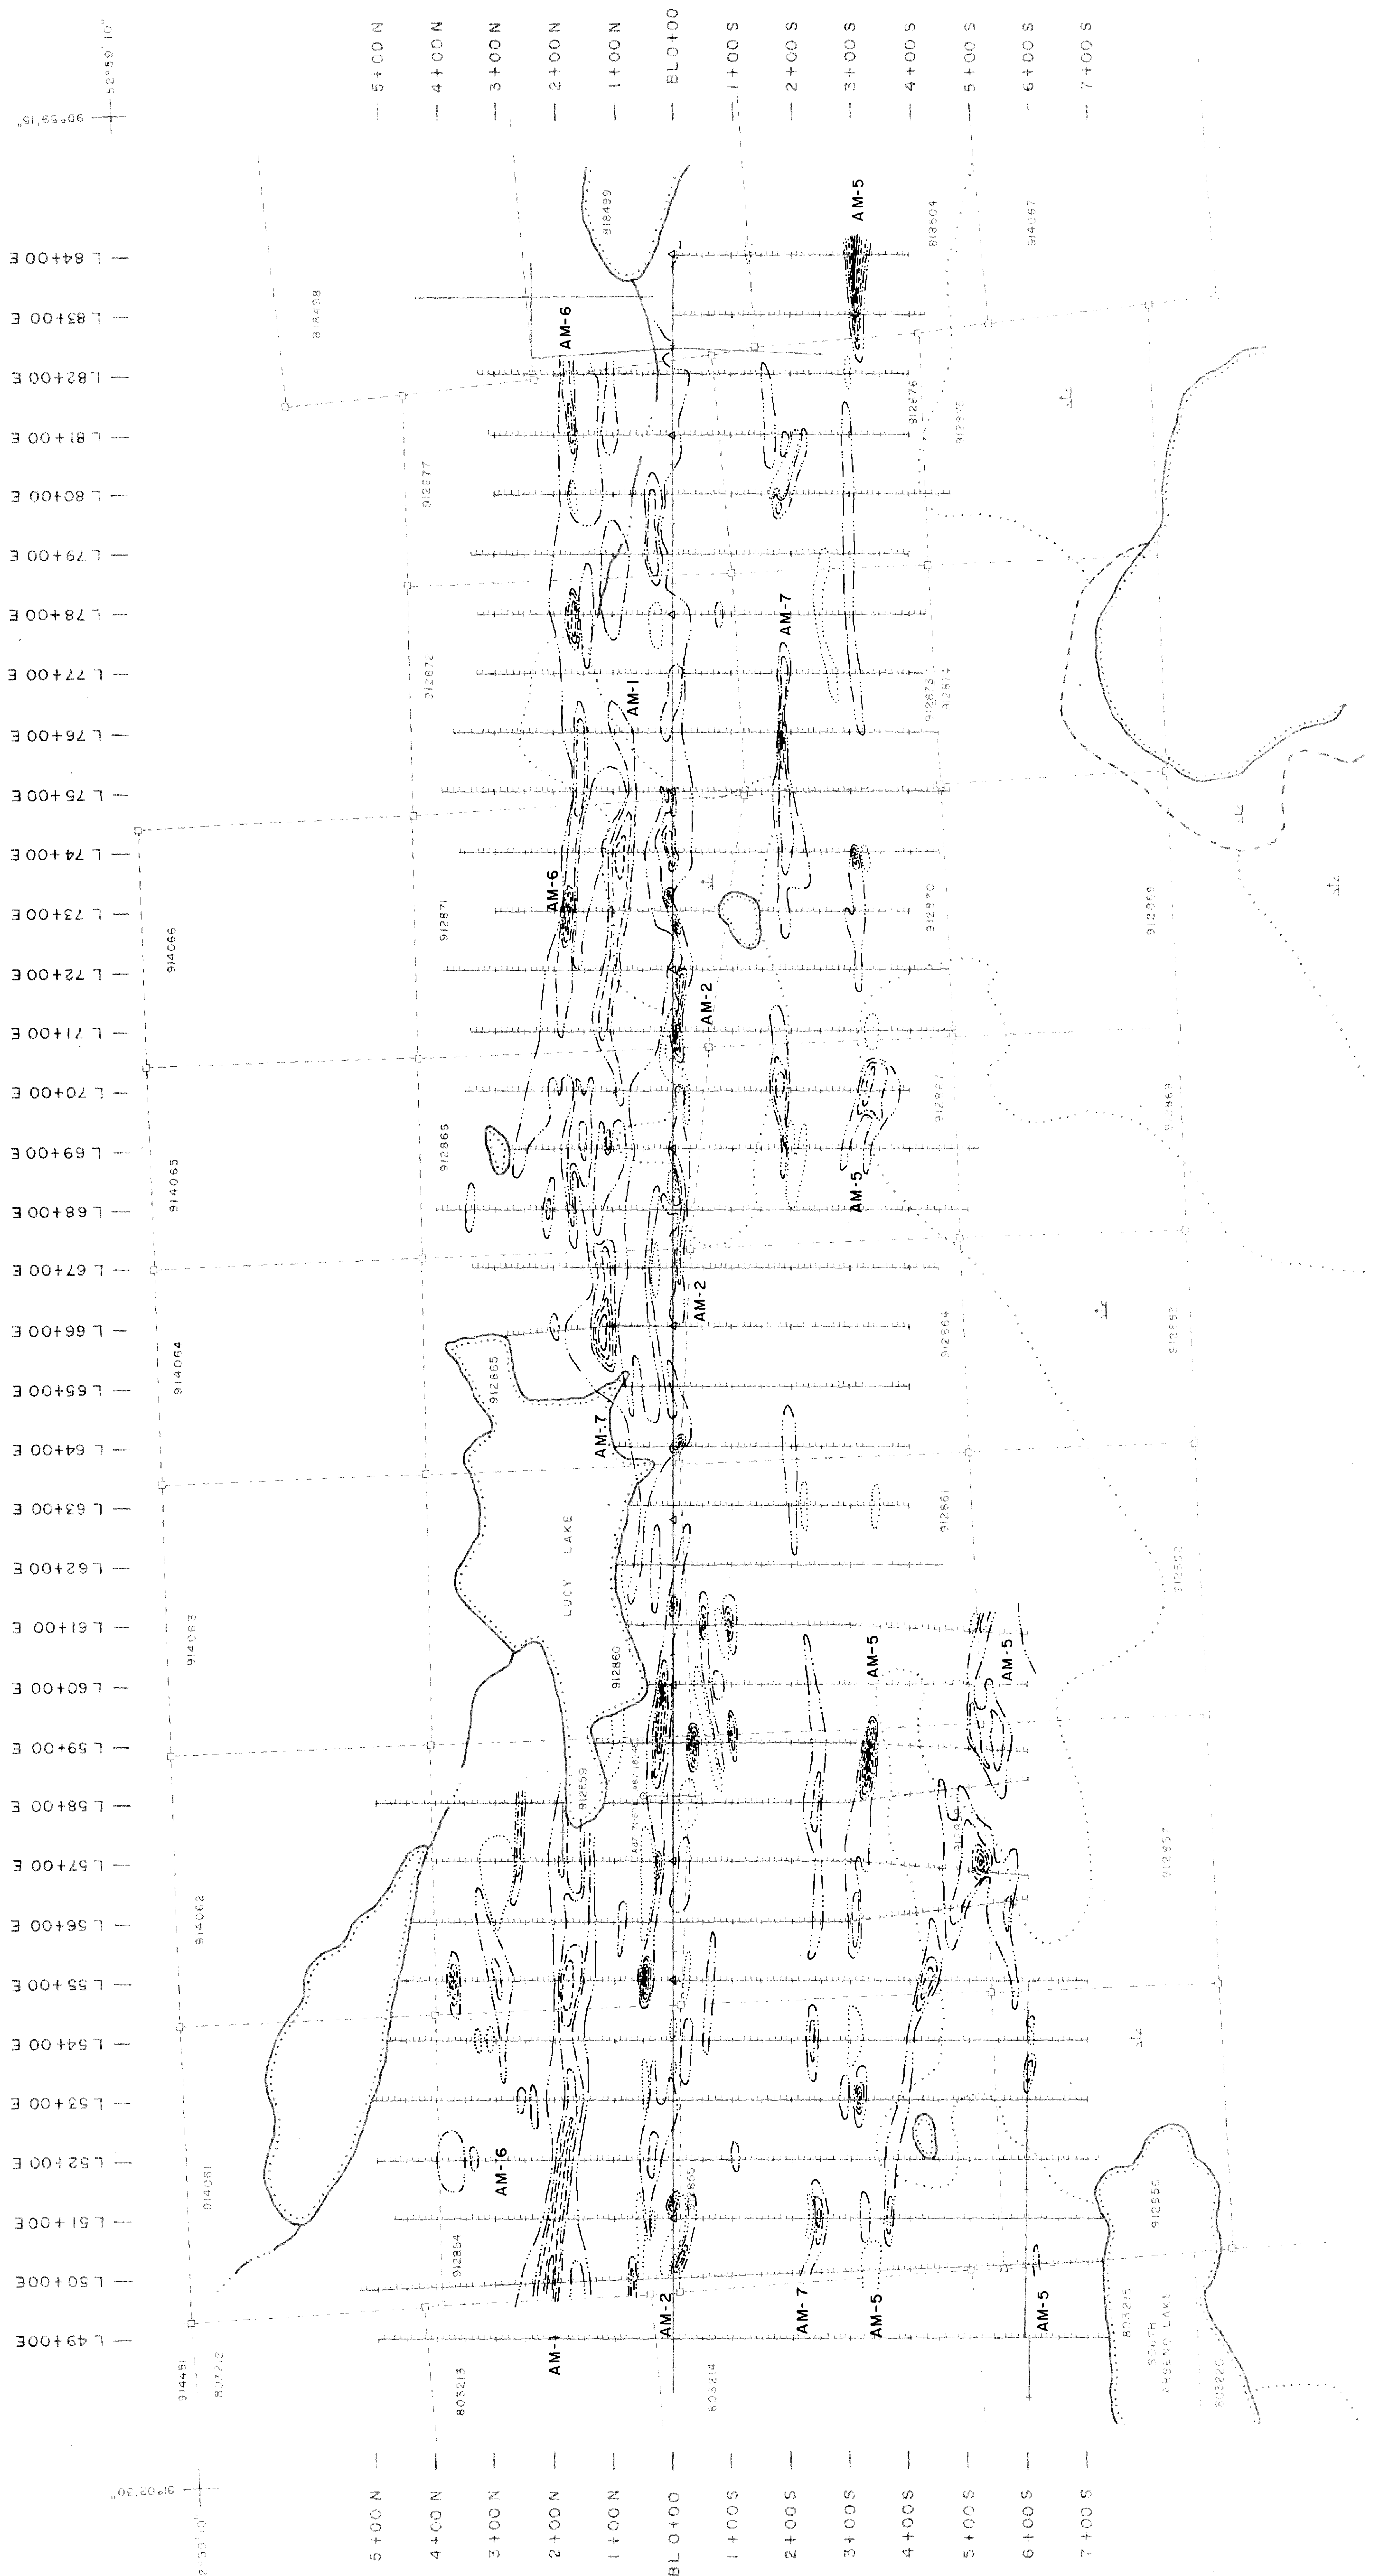 90°59'15"
52°59'10"
5+00 N
4+00 N
3+00 N
2+00 N
1+00 N
BL 0+00
1+00 S
2+00 S
3+00 S
4+00 S
5+00 S
6+00 S
7+00 S
L 84+00 E
L 83+00 E
L 82+00 E
L 81+00 E
L 80+00 E
L 79+00 E
L 78+00 E
L 77+00 E
L 76+00 E
L 75+00 E
L 74+00 E
L 73+00 E
L 72+00 E
L 71+00 E
L 70+00 E
L 69+00 E
L 68+00 E
L 67+00 E
L 66+00 E
L 65+00 E
L 64+00 E
L 63+00 E
L 62+00 E
L 61+00 E
L 60+00 E
L 59+00 E
L 58+00 E
L 57+00 E
L 56+00 E
L 55+00 E
L 54+00 E
L 53+00 E
L 52+00 E
L 51+00 E
L 50+00E
L 49+00E
818499
AM-5
818504
914067
818498
AM-6
912876
912875
912877
AM-7
912872
AM-1
912873
912874
AM-6
912871
914066
912870
912869
AM-2
912866
914065
AM-5
912867
912868
AM-2
914064
912865
912864
912863
AM-7
LUCY LAKE
912861
912862
914063
912860
AM-5
AM-5
912859
914062
912857
AM-6
914061
912854
912855
912856
AM-1
AM-2
AM-7
AM-5
AM-5
914451
803212
803213
803214
803215
SOUTH
ARSENO LAKE
803220
91°02'30"
2°59'10"
5+00 N
4+00 N
3+00 N
2+00 N
1+00 N
BL 0+00
1+00S
2+00S
3+00S
4+00S
5+00 S
6+00 S
7+00 S